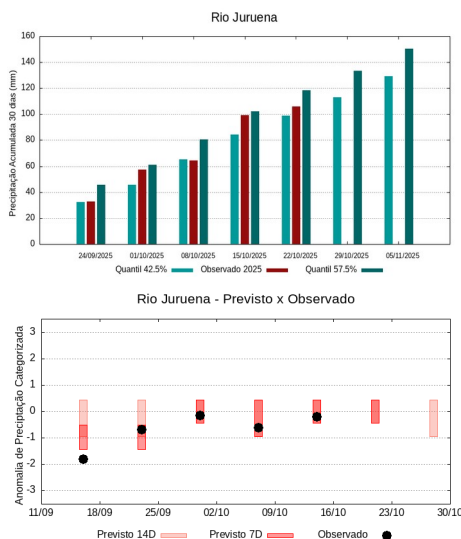 Rio Juruena
Precipitação Acumulada 30 dias (mm)
160
140
120
100
80
60
40
20
0
24/09/2025 01/10/2025 08/10/2025 15/10/2025 22/10/2025 29/10/2025 05/11/2025
Quantil 42.5% Observado 2025 Quantil 57.5%
Rio Juruena - Previsto x Observado
Anomalia de Precipitação Categorizada
3
2
1
0
-1
-2
-3
11/09 18/09 25/09 02/10 09/10 16/10 23/10 30/10
Previsto 14D Previsto 7D Observado